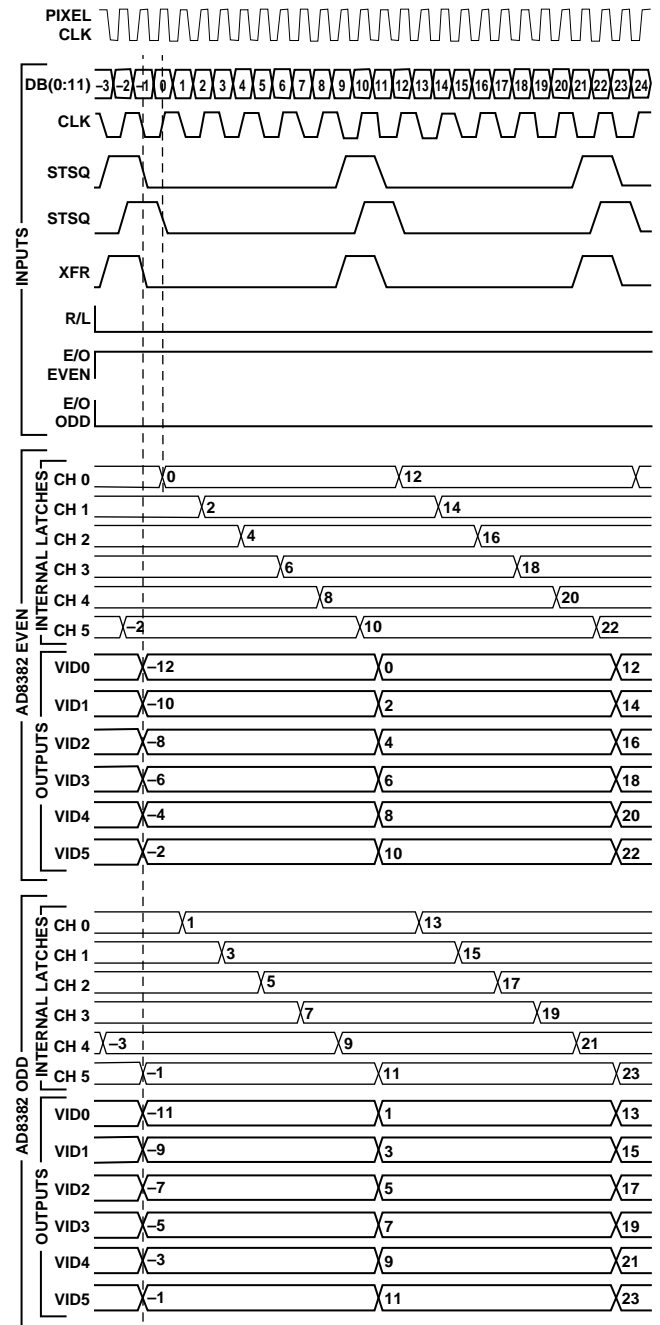 PIXEL
CLK
DB(0:11) –3 –2 –1 0 1 2 3 4 5 6 7 8 9 10 11 12 13 14 15 16 17 18 19 20 21 22 23 24
CLK
STSQ
STSQ
XFR
R/L
E/O
EVEN
E/O
ODD
INPUTS
AD8382 EVEN
INTERNAL LATCHES
CH 0 0 12
CH 1 2 14
CH 2 4 16
CH 3 6 18
CH 4 8 20
CH 5 –2 10 22
OUTPUTS
VID0 –12 0 12
VID1 –10 2 14
VID2 –8 4 16
VID3 –6 6 18
VID4 –4 8 20
VID5 –2 10 22
AD8382 ODD
INTERNAL LATCHES
CH 0 1 13
CH 1 3 15
CH 2 5 17
CH 3 7 19
CH 4 –3 9 21
CH 5 –1 11 23
OUTPUTS
VID0 –11 1 13
VID1 –9 3 15
VID2 –7 5 17
VID3 –5 7 19
VID4 –3 9 21
VID5 –1 11 23